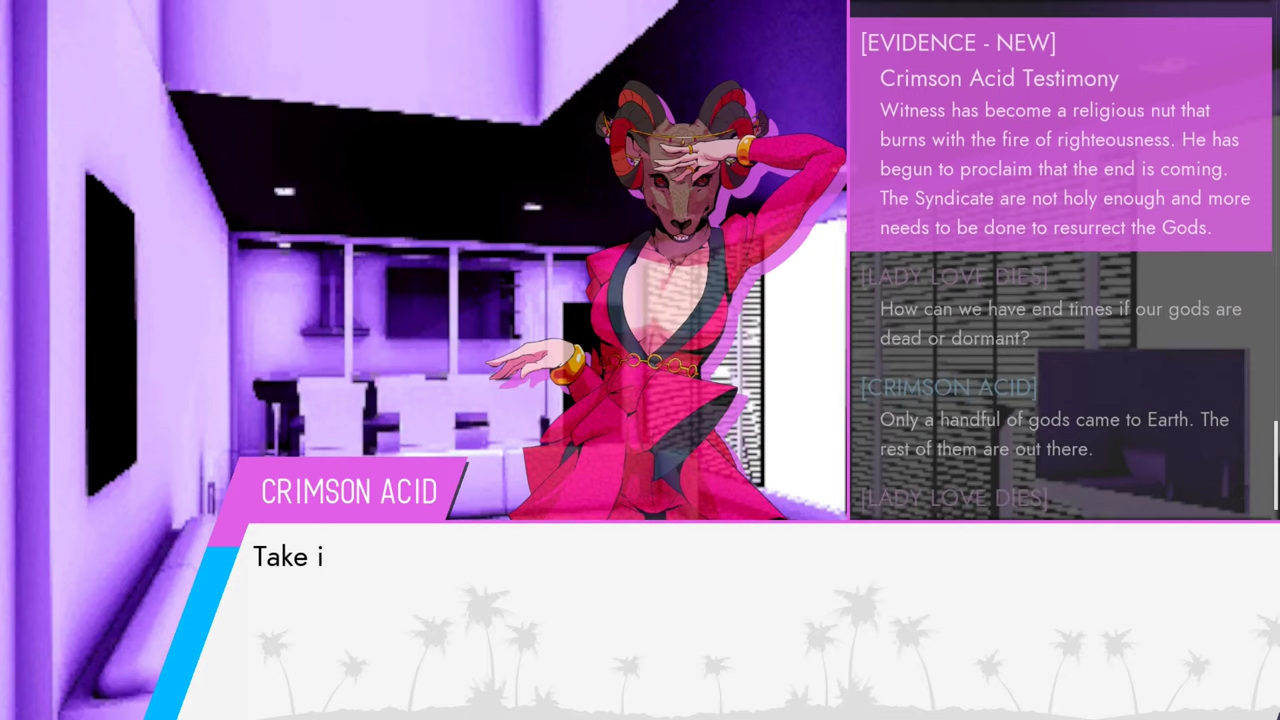 [EVIDENCE - NEW]
Crimson Acid Testimony
Witness has become a religious nut that
burns with the fire of righteousness. He has
begun to proclaim that the end is coming.
The Syndicate are not holy enough and more
needs to be done to resurrect the Gods.
[LADY LOVE DIES]
How can we have end times if our gods are
dead or dormant?
[CRIMSON ACID]
Only a handful of gods came to Earth. The
rest of them are out there.
[LADY LOVE DIES]
CRIMSON ACID
Take i